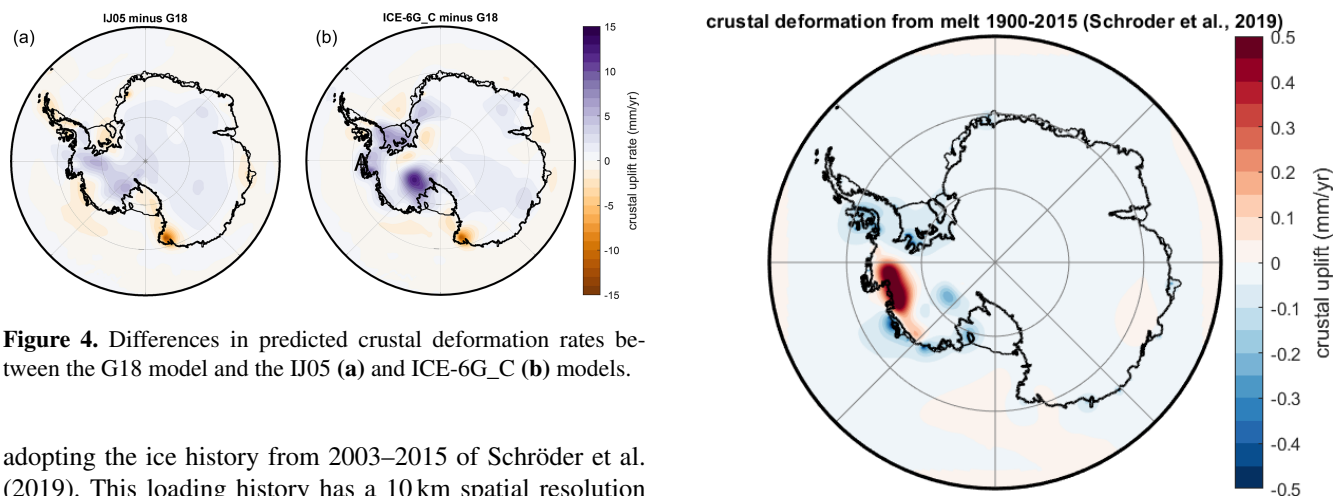 IJ05 minus G18
ICE-6G_C minus G18
(a)
(b)
15
10
5
0
-5
-10
-15
crustal uplift rate (mm/yr)
Figure 4. Differences in predicted crustal deformation rates be-
tween the G18 model and the IJ05 (a) and ICE-6G_C (b) models.
adopting the ice history from 2003–2015 of Schröder et al.
(2019). This loading history has a 10 km spatial resolution
crustal deformation from melt 1900-2015 (Schroder et al., 2019)
0.5
0.4
0.3
0.2
0.1
0
-0.1
-0.2
-0.3
-0.4
-0.5
crustal uplift (mm/yr)